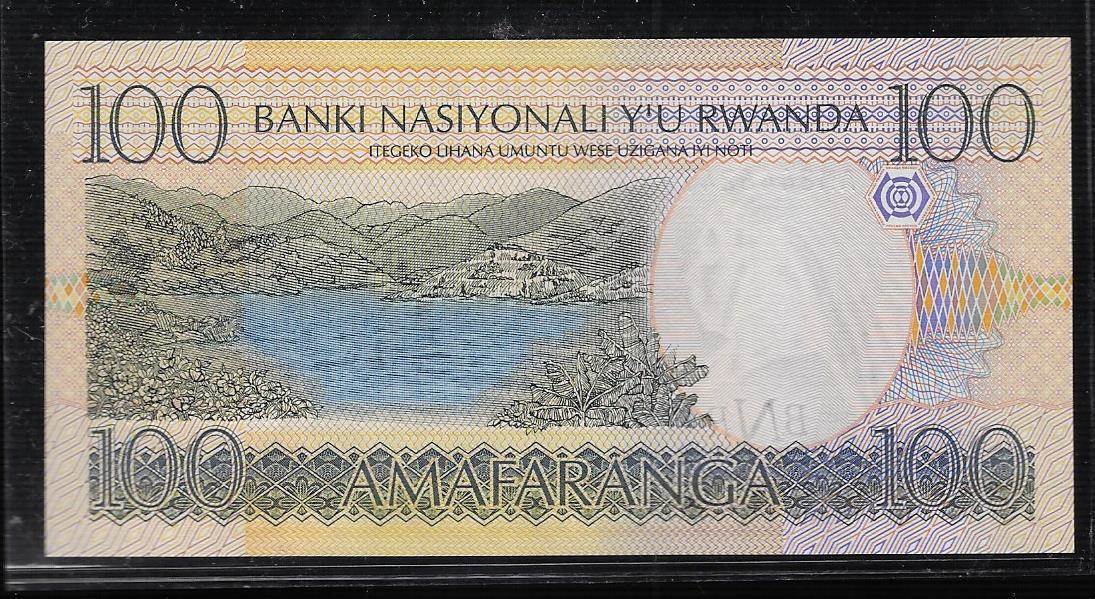 100 BANKI NASIYONALI Y'U RWANDA 100
ITEGEKO LIHANA UMUNTU WESE UZIGANA IYI NOTI
100 AMAFARANGA 100